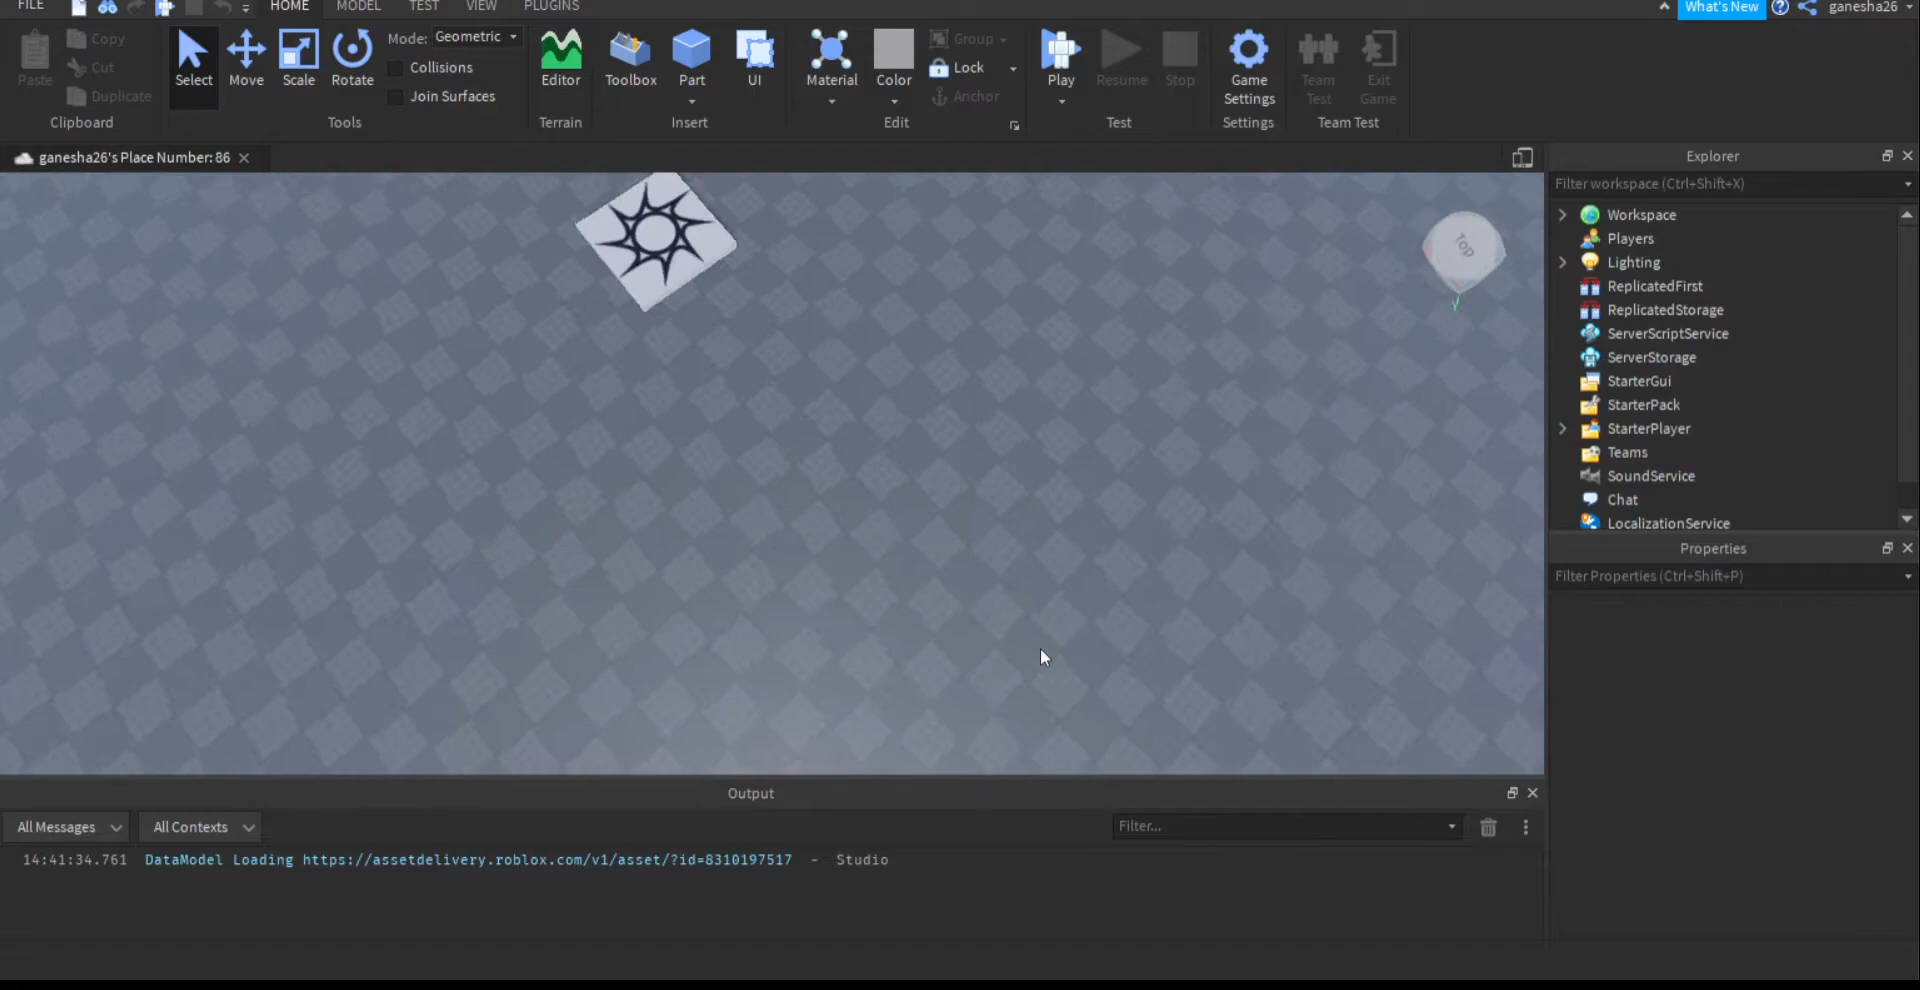 FILE HOME MODEL TEST VIEW PLUGINS What's New ganesha26
Paste Copy Cut Duplicate
Clipboard
Select Move Scale Rotate Mode: Geometric
Collisions
Join Surfaces
Tools
Editor
Terrain
Toolbox Part UI
Insert
Material Color Group Lock Anchor
Edit
Play Resume Stop
Test
Game Settings
Settings
Team Test Exit Game
Team Test
ganesha26's Place Number: 86
Top
Y
Explorer
Filter workspace (Ctrl+Shift+X)
Workspace
Players
Lighting
ReplicatedFirst
ReplicatedStorage
ServerScriptService
ServerStorage
StarterGui
StarterPack
StarterPlayer
Teams
SoundService
Chat
LocalizationService
Properties
Filter Properties (Ctrl+Shift+P)
Output
All Messages All Contexts Filter...
14:41:34.761 DataModel Loading https://assetdelivery.roblox.com/v1/asset/?id=8310197517 - Studio